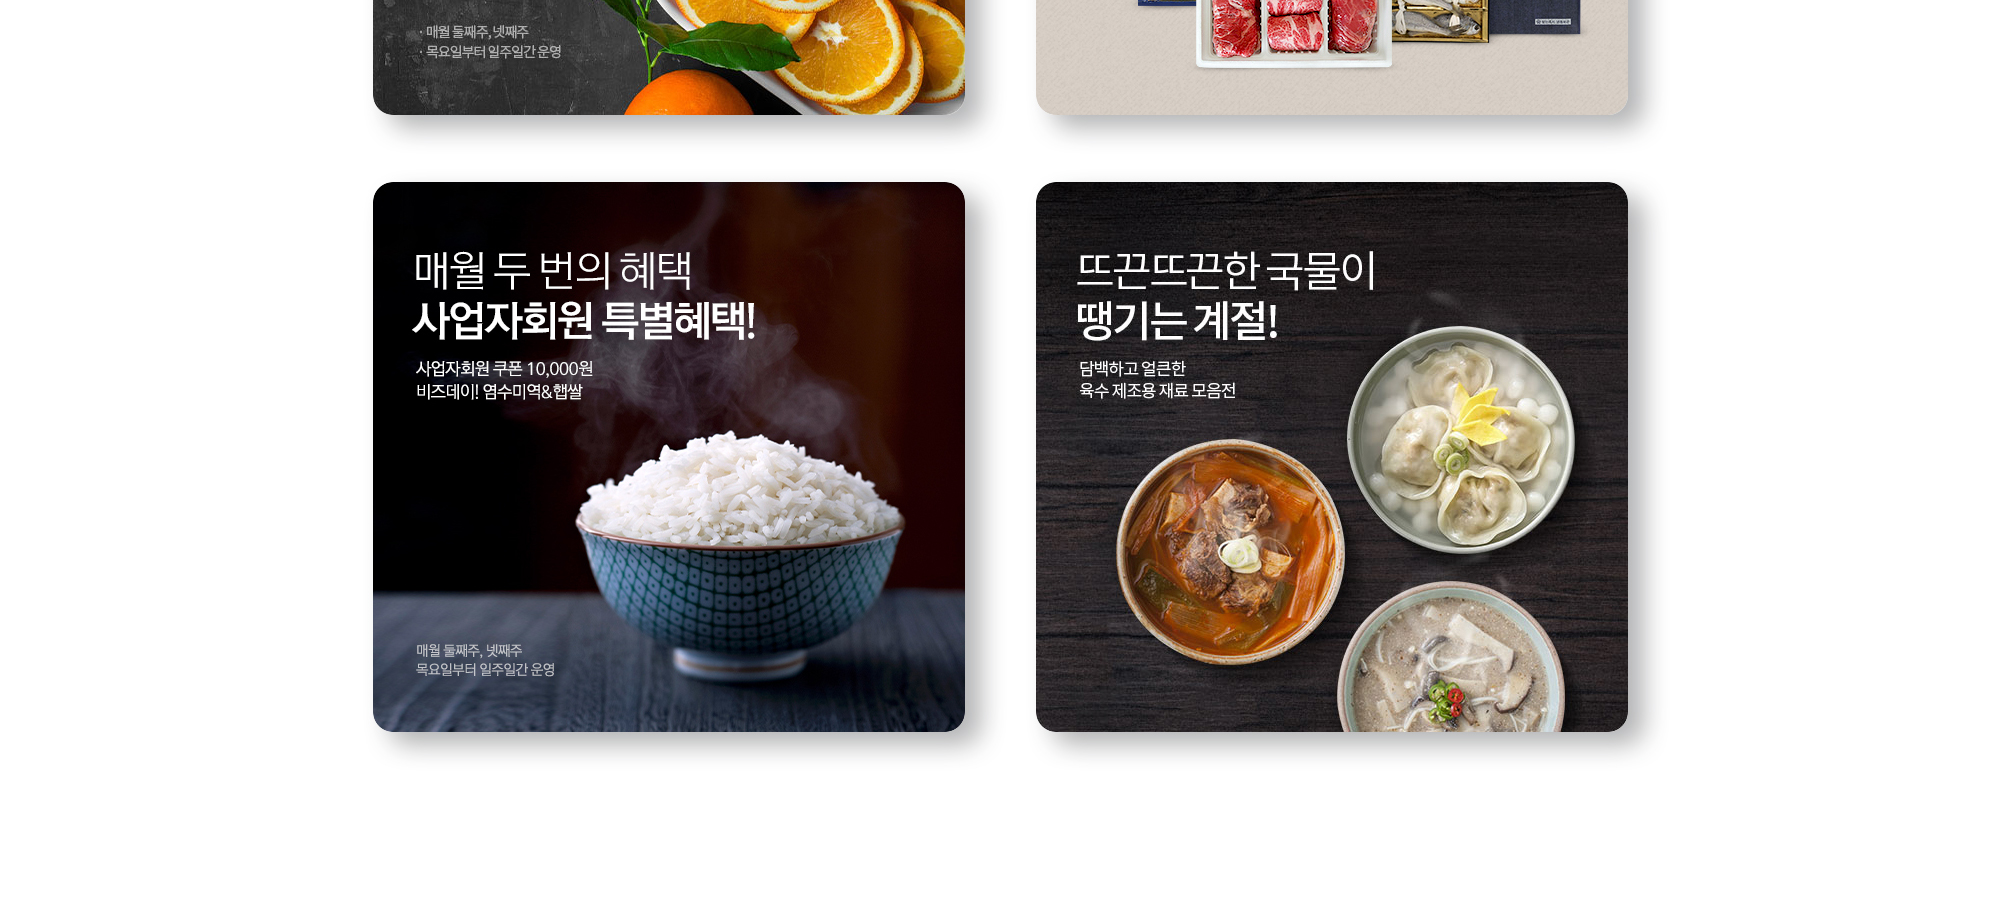 · 매월 둘째주, 넷째주
· 목요일부터 일주일간 운영
매월 두 번의 혜택
사업자회원 특별혜택!
사업자회원 쿠폰 10,000원
비즈데이! 염수미역&햅쌀
매월 둘째주, 넷째주
목요일부터 일주일간 운영
뜨끈뜨끈한 국물이
땡기는 계절!
담백하고 얼큰한
육수 제조용 재료 모음전